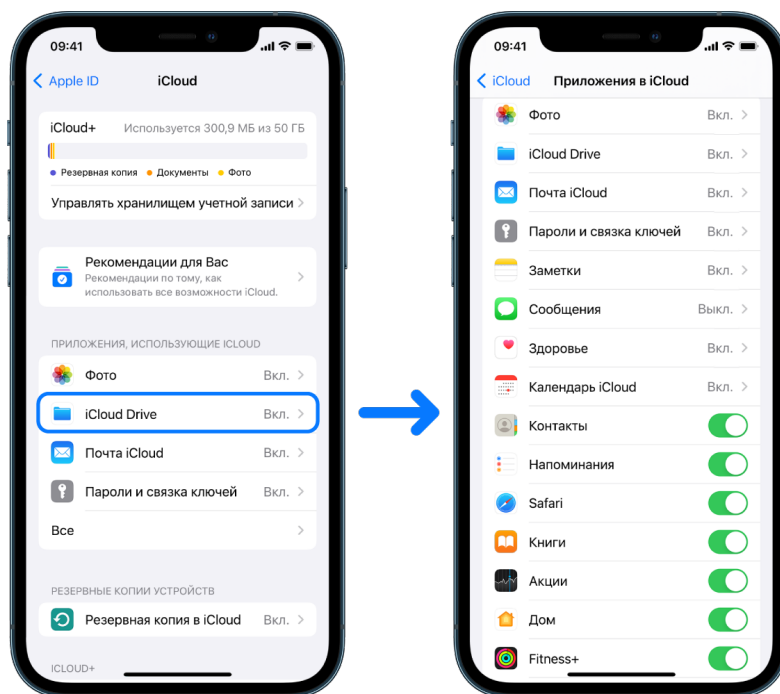 09:41
Apple ID
iCloud
iCloud+ Используется 300,9 МБ из 50 ГБ
Резервная копия Документы Фото
Управлять хранилищем учетной записи
Рекомендации для Вас
Рекомендации по тому, как
использовать все возможности iCloud.
ПРИЛОЖЕНИЯ, ИСПОЛЬЗУЮЩИЕ ICLOUD
Фото Вкл.
iCloud Drive Вкл.
Почта iCloud Вкл.
Пароли и связка ключей Вкл.
Все
РЕЗЕРВНЫЕ КОПИИ УСТРОЙСТВ
Резервная копия в iCloud Вкл.
ICLOUD+
09:41
iCloud
Приложения в iCloud
Фото Вкл.
iCloud Drive Вкл.
Почта iCloud Вкл.
Пароли и связка ключей Вкл.
Заметки Вкл.
Сообщения Выкл.
Здоровье Вкл.
Календарь iCloud Вкл.
Контакты
Напоминания
Safari
Книги
Акции
Дом
Fitness+